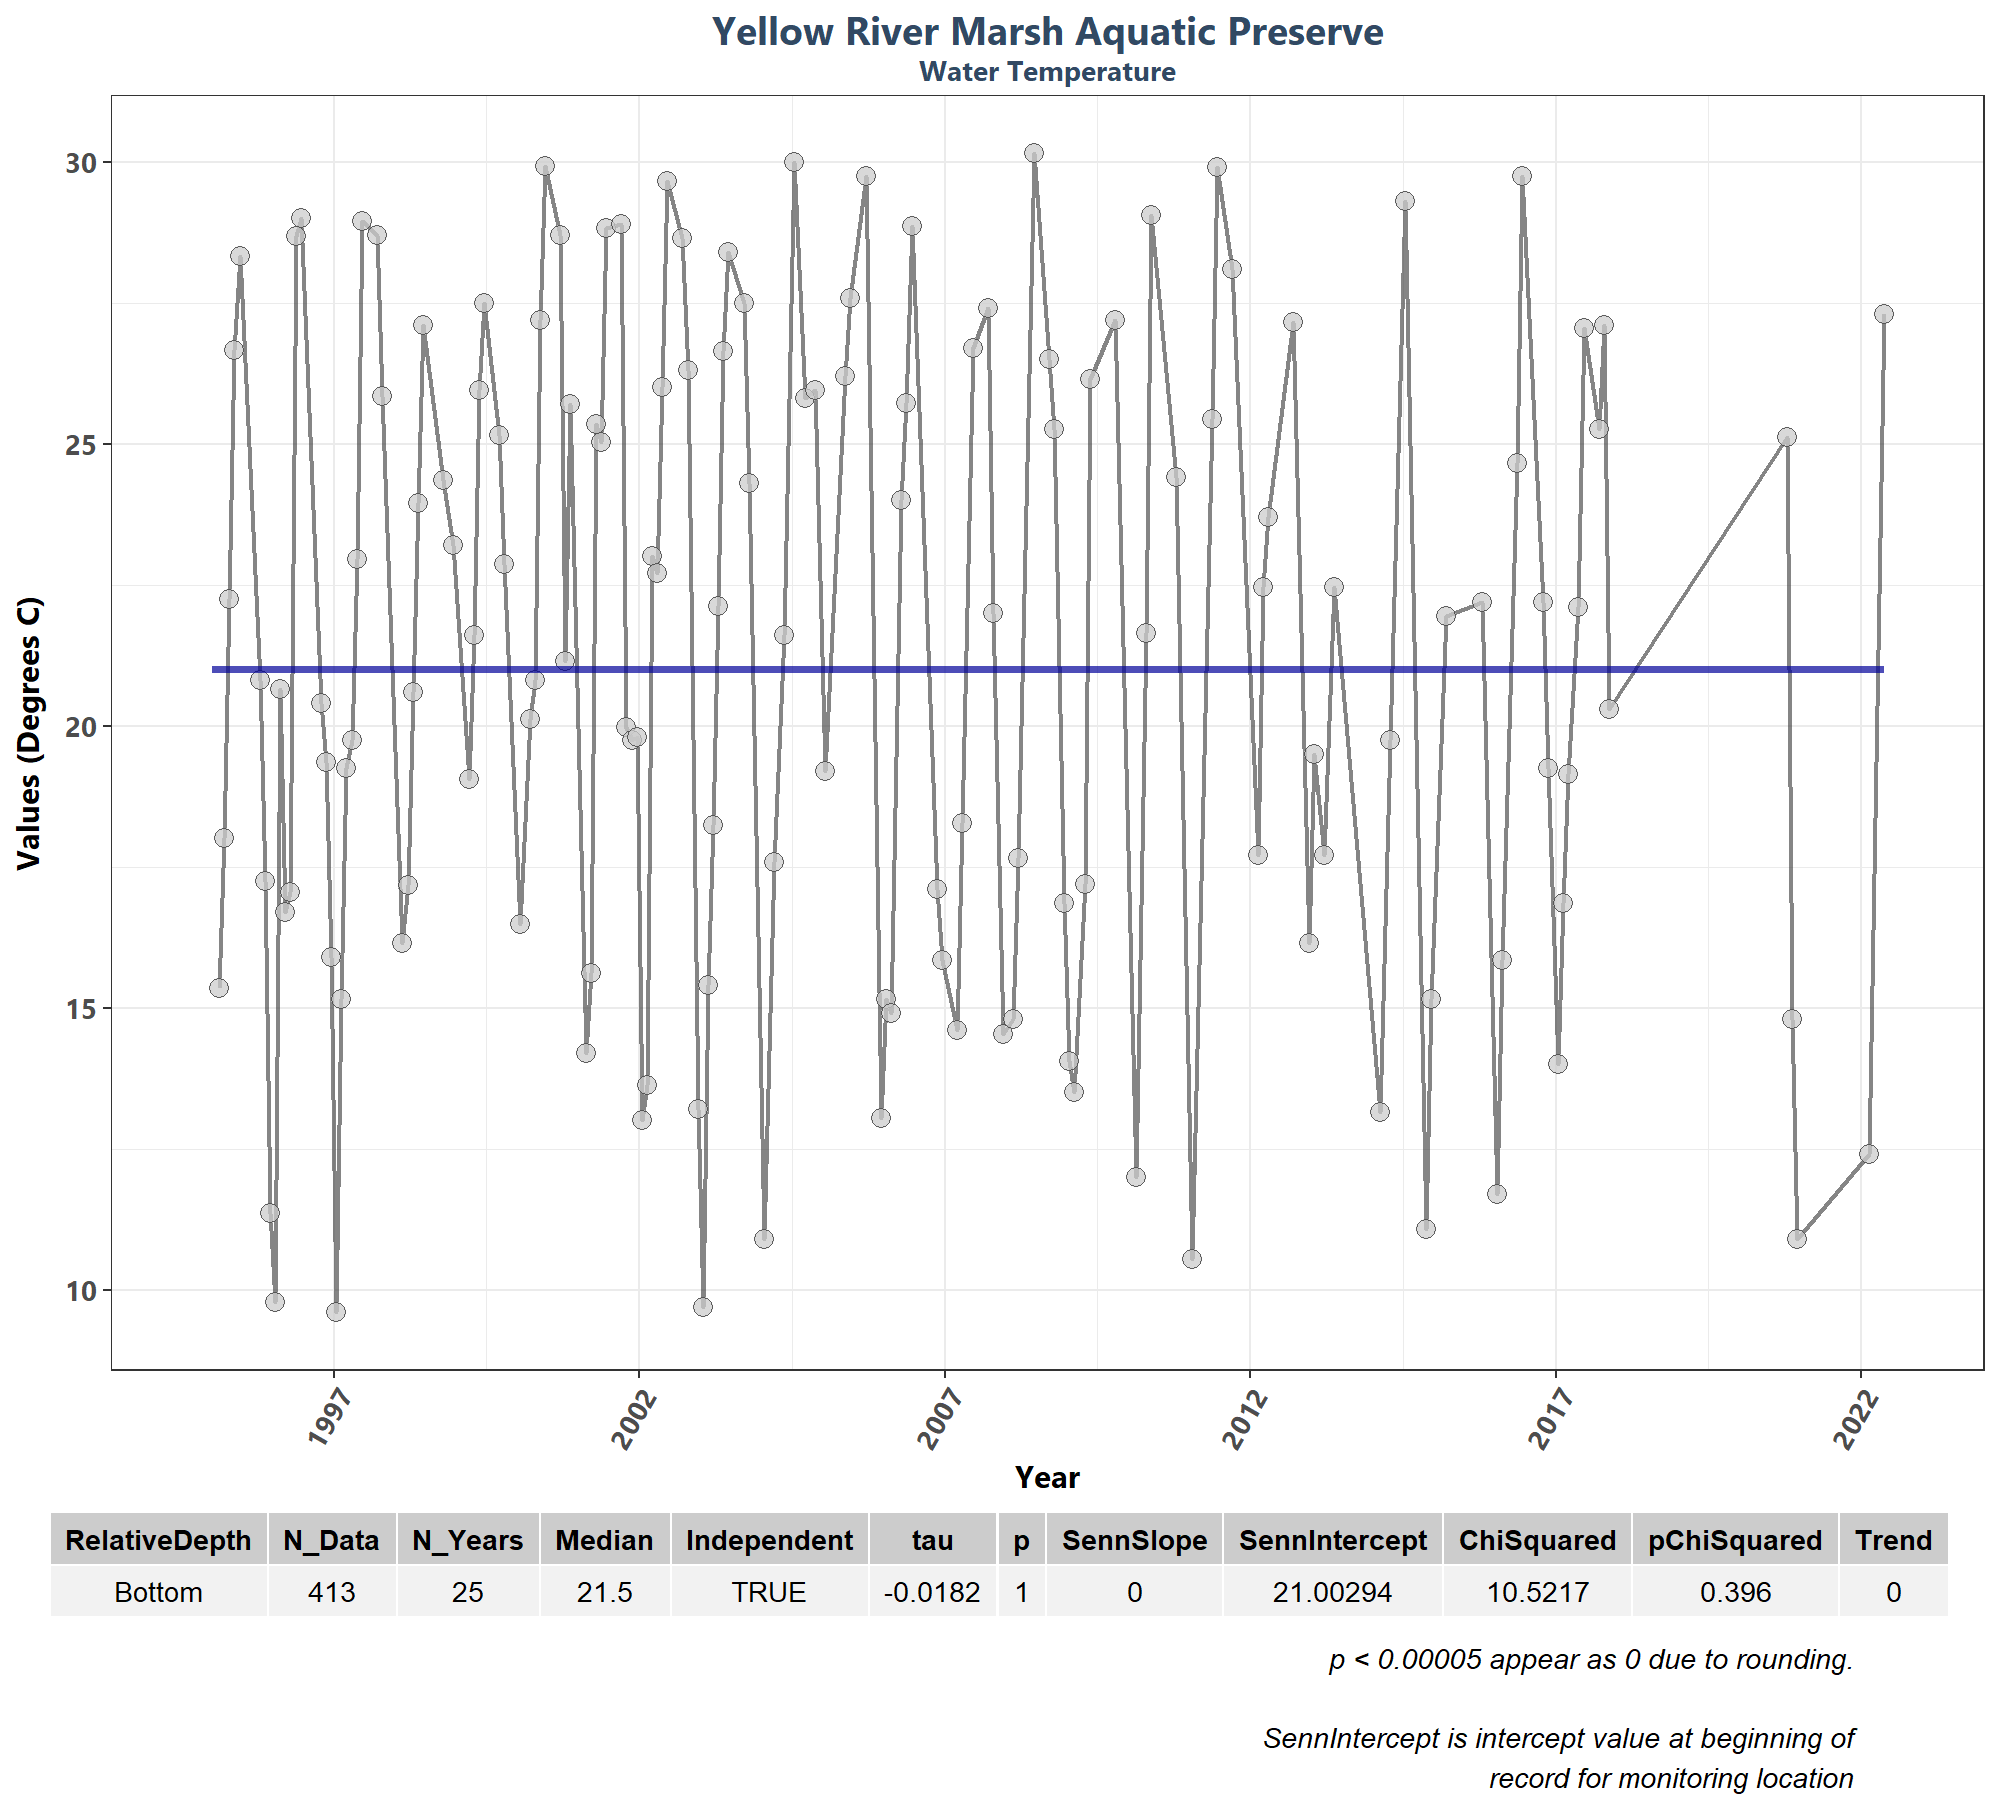 Yellow River Marsh Aquatic Preserve
Water Temperature
Values (Degrees C)
30
25
20
15
10
1997 2002 2007 2012 2017 2022
Year
RelativeDepth N_Data N_Years Median Independent tau p SennSlope SennIntercept ChiSquared pChiSquared Trend
Bottom 413 25 21.5 TRUE -0.0182 1 0 21.00294 10.5217 0.396 0
p < 0.00005 appear as 0 due to rounding.
SennIntercept is intercept value at beginning of
record for monitoring location